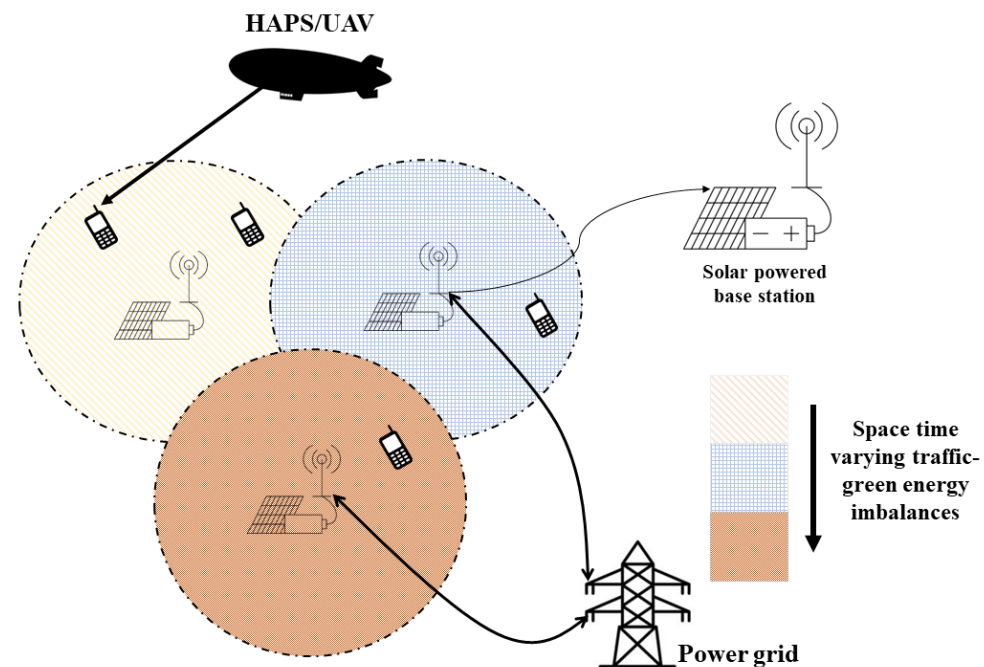 HAPS/UAV
Solar powered
base station
Space time
varying traffic-
green energy
imbalances
Power grid